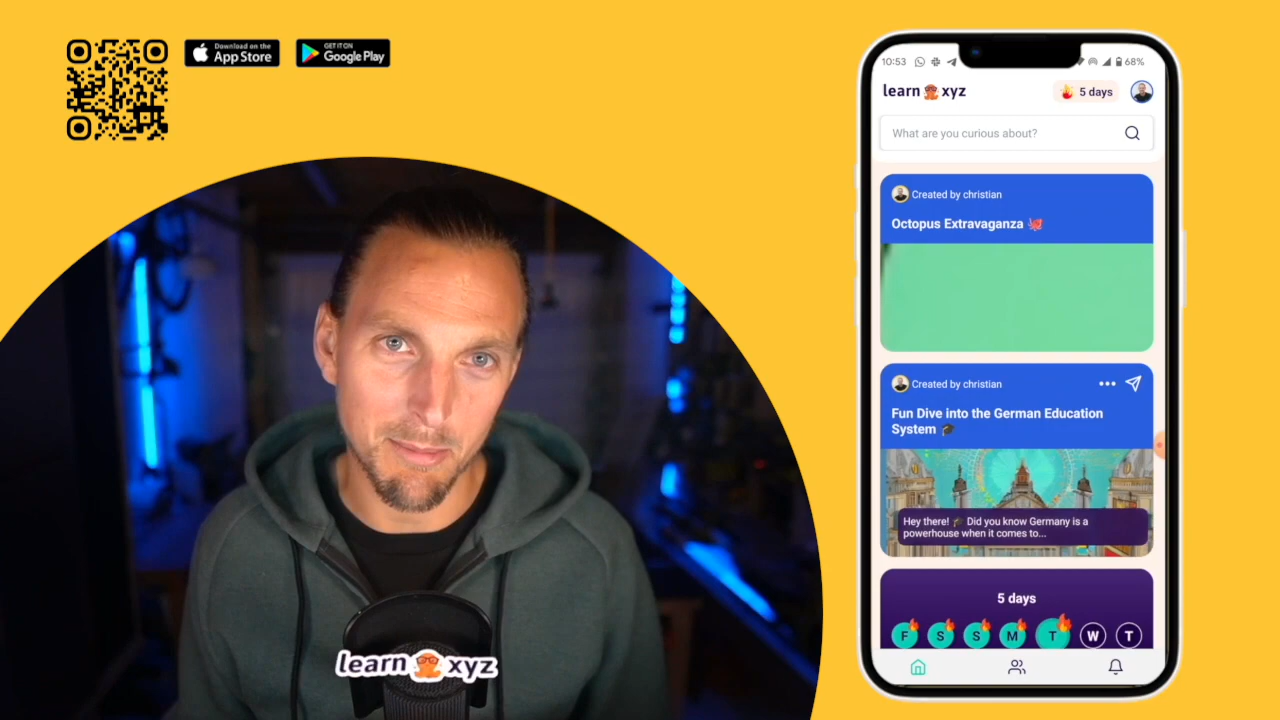 Download on the
App Store
GET IT ON
Google Play
learn xyz
10:53
68%
learn xyz
5 days
What are you curious about?
Created by christian
Octopus Extravaganza
Created by christian
Fun Dive into the German Education
System
Hey there! Did you know Germany is a
powerhouse when it comes to...
5 days
F S S M T W T